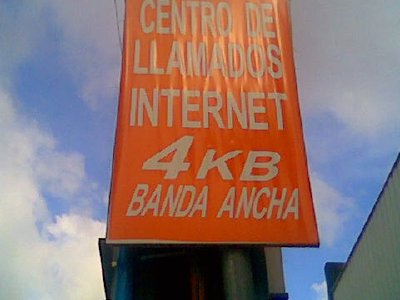 CENTRO DE
LLAMADOS
INTERNET
4KB
BANDA ANCHA